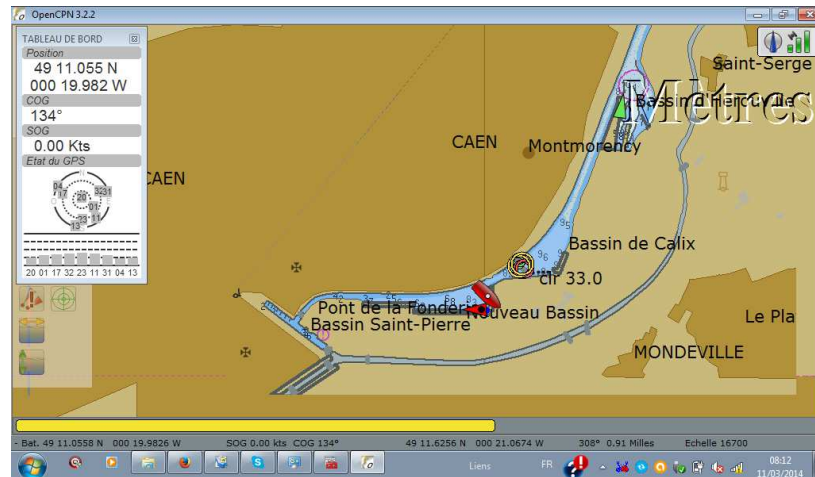 OpenCPN 3.2.2
TABLEAU DE BORD
Position
49 11.055 N
000 19.982 W
COG
134°
SOG
0.00 Kts
Etat du GPS
20 01 17 32 23 11 31 04 13
Saint-Serge
Mètres
Bassin d'Hérouville
CAEN
Montmorency
CAEN
Bassin de Calix
clr 33.0
Pont de la Fonderie
Nouveau Bassin
Bassin Saint-Pierre
Le Pla
MONDEVILLE
- Bat. 49 11.0558 N 000 19.9826 W SOG 0.00 kts COG 134° 49 11.6256 N 000 21.0674 W 308° 0.91 Milles Echelle 16700
Liens
FR
08:12
11/03/2014